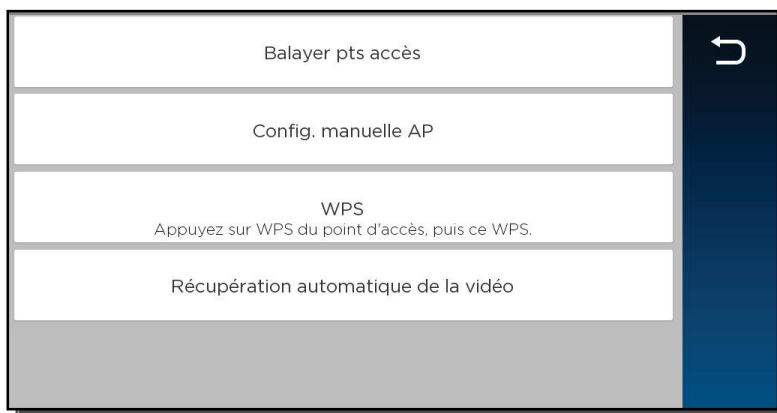 Balayer pts accès
Config. manuelle AP
WPS
Appuyez sur WPS du point d'accès, puis ce WPS.
Récupération automatique de la vidéo